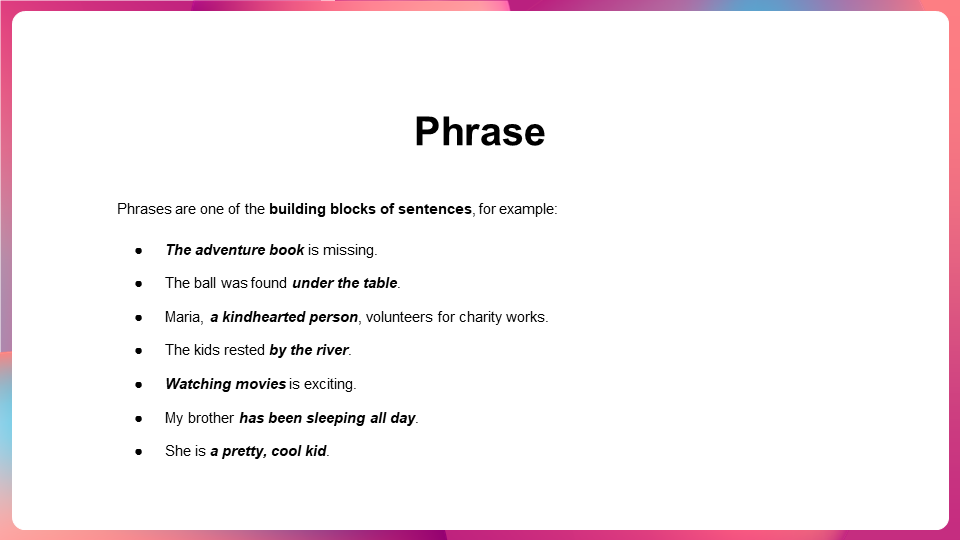 Phrase
Phrases are one of the building blocks of sentences, for example:
● The adventure book is missing.
● The ball was found under the table.
● Maria, a kindhearted person, volunteers for charity works.
● The kids rested by the river.
● Watching movies is exciting.
● My brother has been sleeping all day.
● She is a pretty, cool kid.